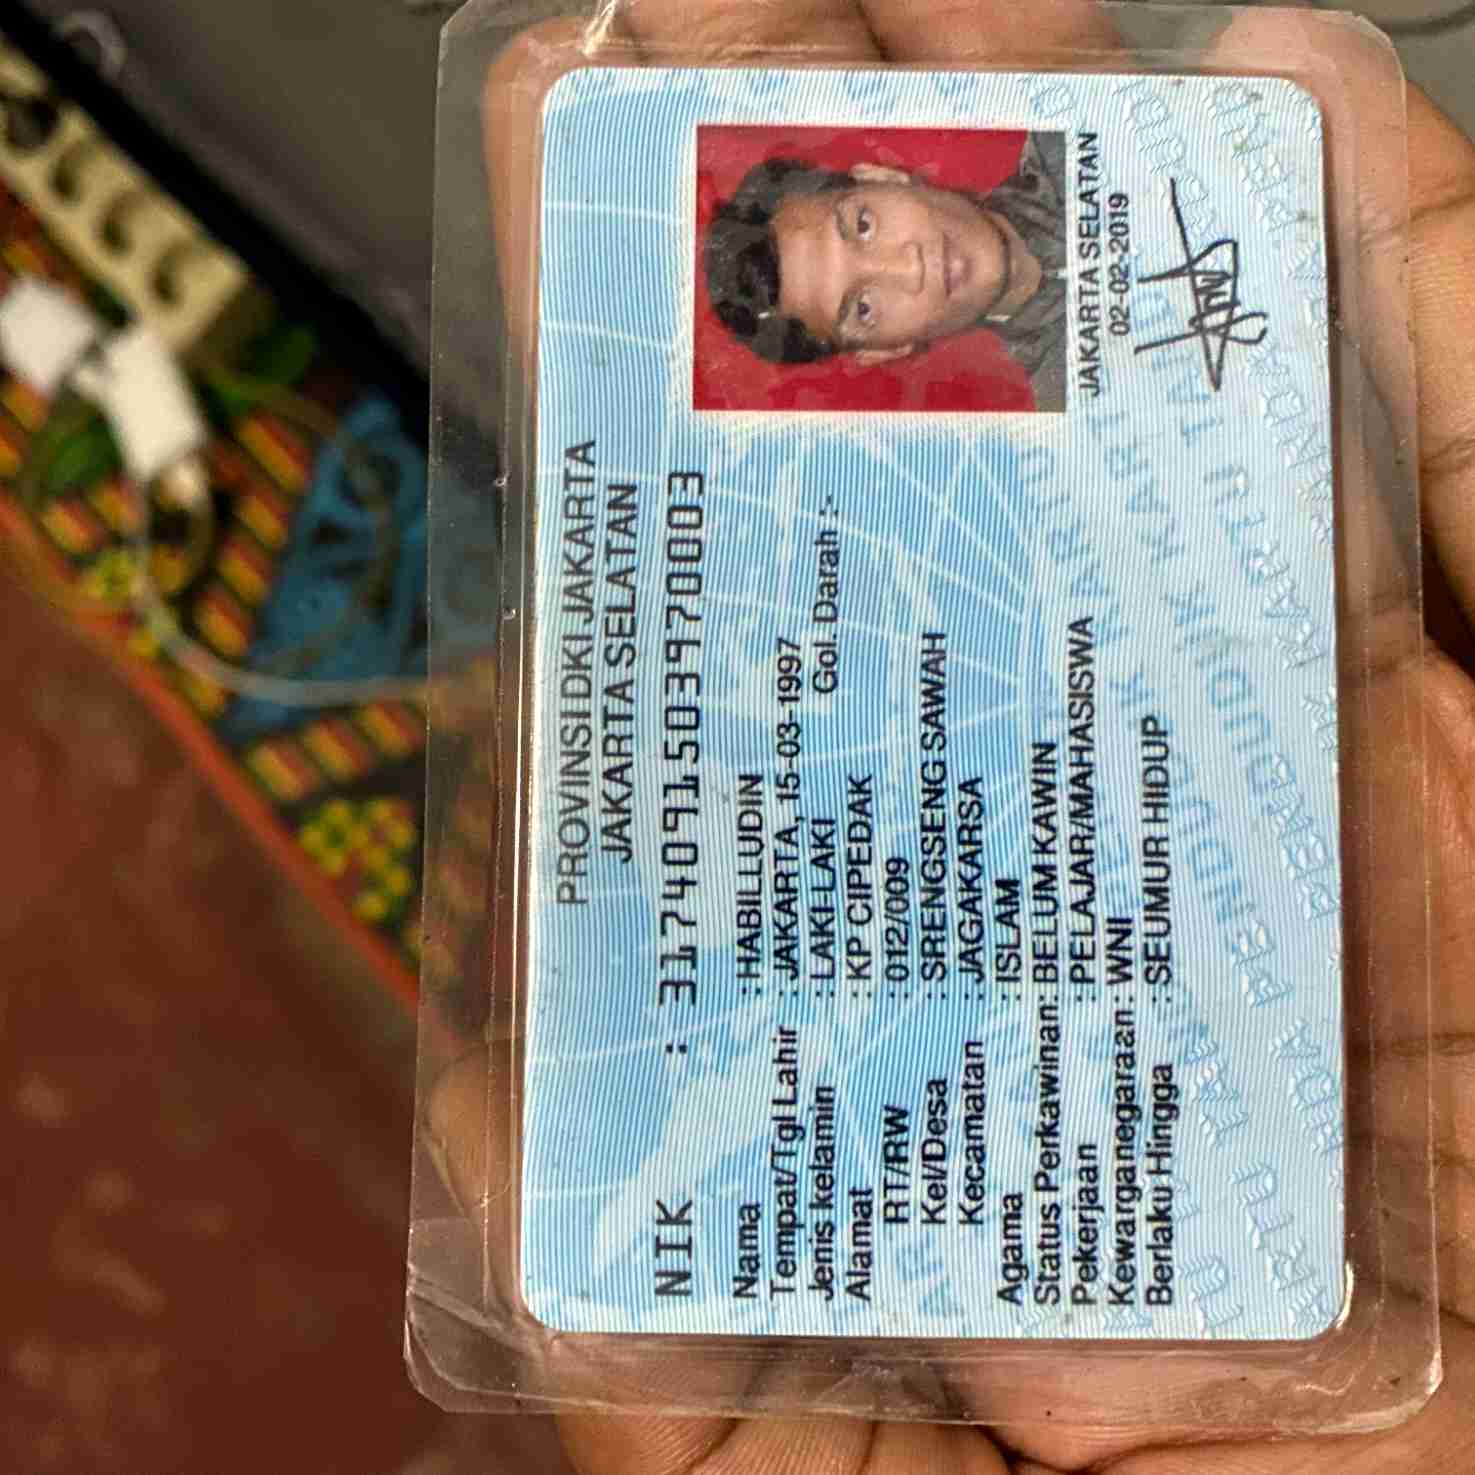 PROVINSI DKI JAKARTA
JAKARTA SELATAN
NIK : 3174091503970003
Nama : HABILLUDIN
Tempat/Tgl Lahir : JAKARTA, 15-03-1997
Jenis kelamin : LAKI-LAKI Gol. Darah :-
Alamat : KP CIPEDAK
RT/RW : 012/009
Kel/Desa : SRENGSENG SAWAH
Kecamatan : JAGAKARSA
Agama : ISLAM
Status Perkawinan: BELUM KAWIN
Pekerjaan : PELAJAR/MAHASISWA
Kewarganegaraan: WNI
Berlaku Hingga : SEUMUR HIDUP
JAKARTA SELATAN
02-02-2019